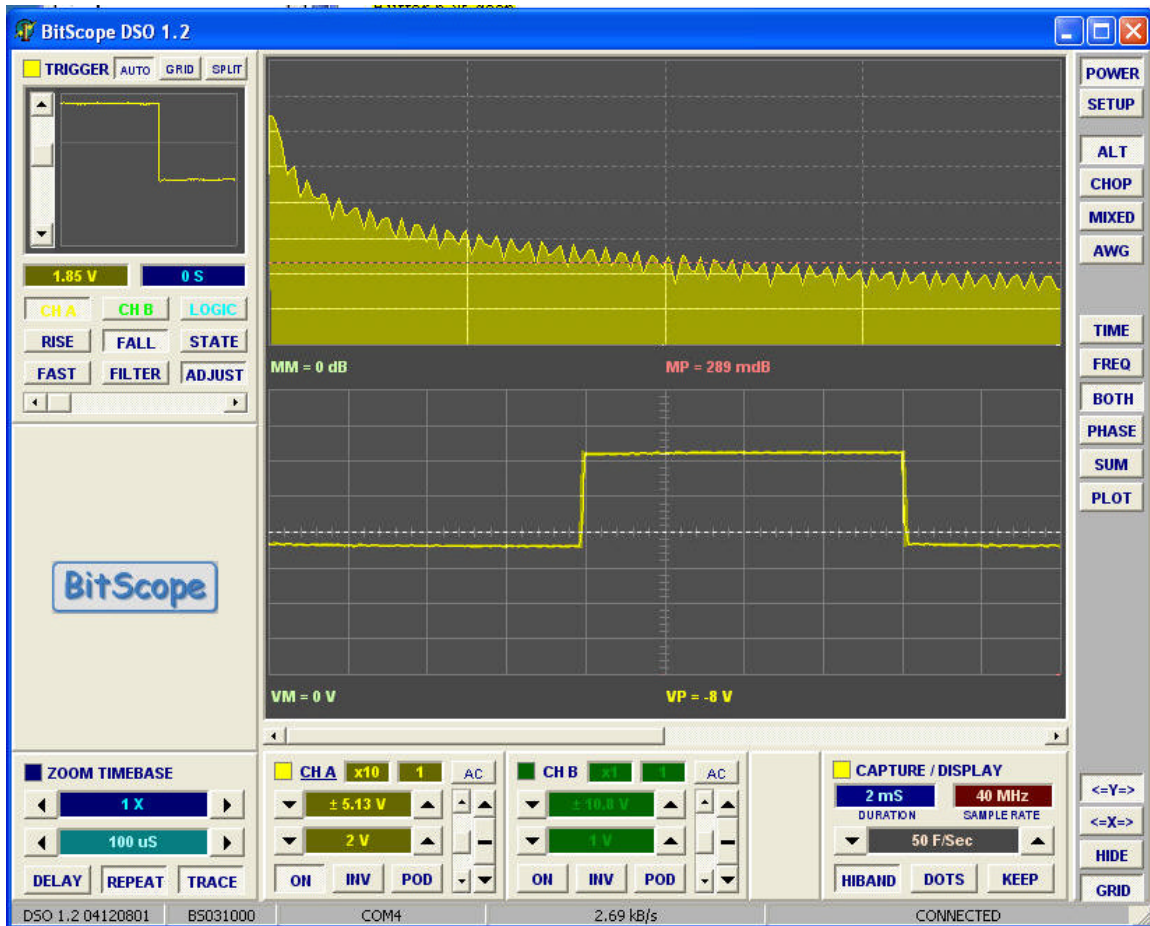 BitScope DSO 1.2
TRIGGER AUTO GRID SPLIT
1.85 V 0 S
CH A CH B LOGIC
RISE FALL STATE
FAST FILTER ADJUST
MM = 0 dB MP = 289 mdB
VM = 0 V VP = -8 V
POWER
SETUP
ALT
CHOP
MIXED
AWG
TIME
FREQ
BOTH
PHASE
SUM
PLOT
<=Y=>
<=X=>
HIDE
GRID
BitScope
ZOOM TIMEBASE
1 X
100 uS
DELAY REPEAT TRACE
CH A x10 1 AC
± 5.13 V
2 V
ON INV POD
CH B x1 1 AC
± 10.8 V
1 V
ON INV POD
CAPTURE / DISPLAY
2 mS 40 MHz
DURATION SAMPLE RATE
50 F/Sec
HIBAND DOTS KEEP
DSO 1.2 04120801 BS031000 COM4 2.69 kB/s CONNECTED